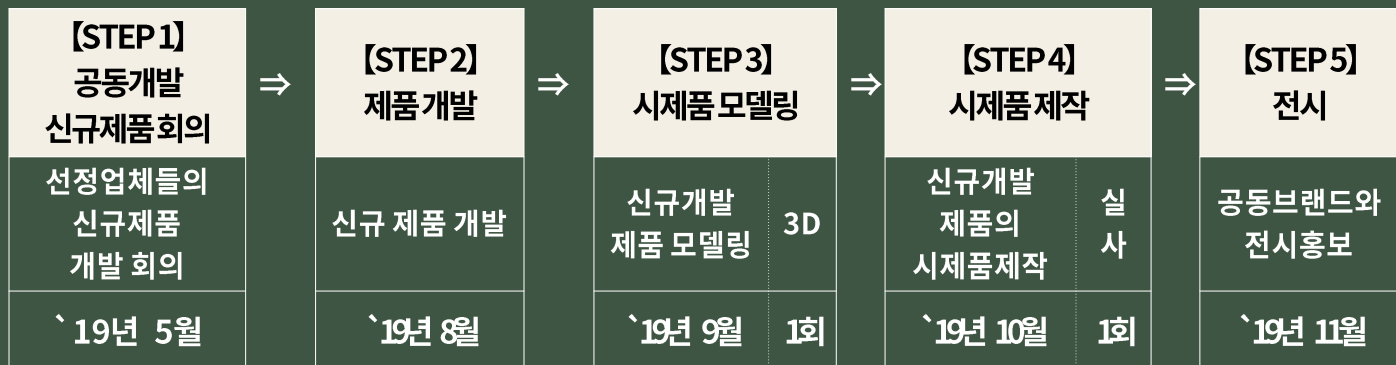 【STEP 1】
공동개발
신규제품 회의
선정업체들의
신규제품
개발 회의
`19년 5월
⇒
【STEP 2】
제품 개발
신규 제품 개발
`19년 8월
⇒
【STEP 3】
시제품 모델링
신규개발
제품 모델링
3D
`19년 9월
1회
⇒
【STEP 4】
시제품 제작
신규개발
제품의
시제품제작
실
사
`19년 10월
1회
⇒
【STEP 5】
전시
공동브랜드와
전시홍보
`19년 11월